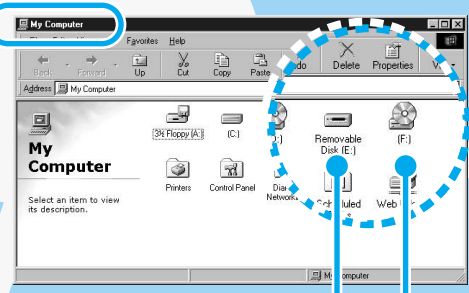 My Computer
Favorites Help
Back Forward Up Cut Copy Paste Delete Properties
Address My Computer
3½ Floppy (A:) (C:) Removable Disk (E:) (F:)
My Computer
Printers Control Panel
Select an item to view its description.
My Computer